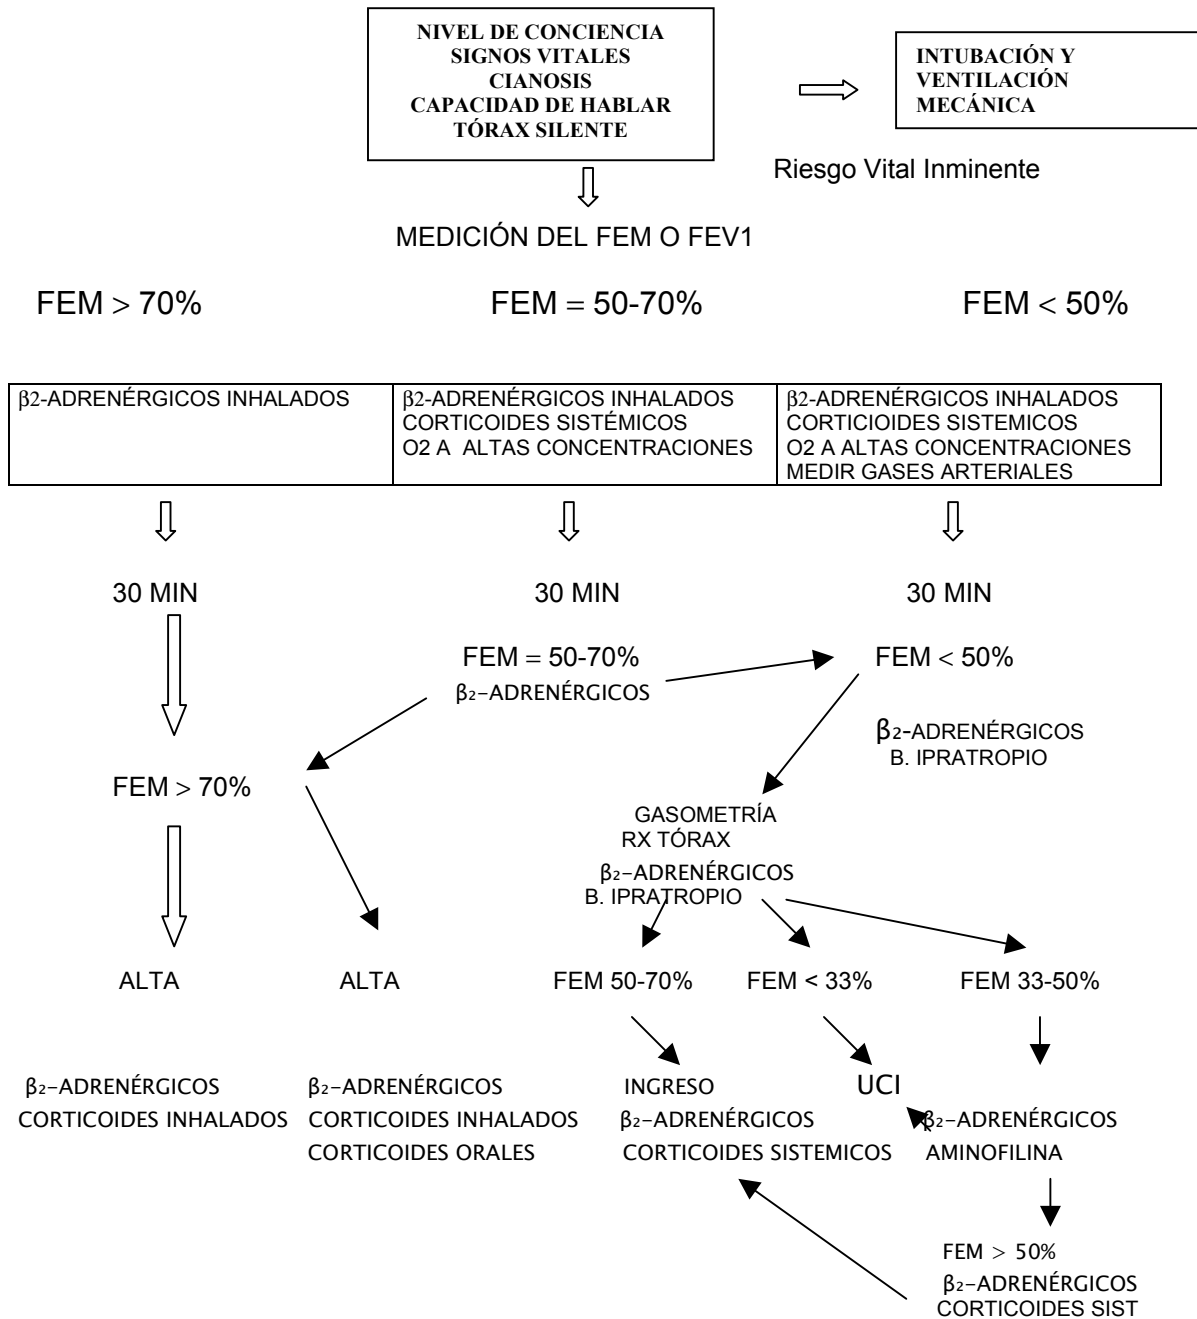 NIVEL DE CONCIENCIA
SIGNOS VITALES
CIANOSIS
CAPACIDAD DE HABLAR
TÓRAX SILENTE
INTUBACIÓN Y
VENTILACIÓN
MECÁNICA
Riesgo Vital Inminente
MEDICIÓN DEL FEM O FEV1
FEM > 70%
FEM = 50-70%
FEM < 50%
β2-ADRENÉRGICOS INHALADOS
β2-ADRENÉRGICOS INHALADOS
CORTICOIDES SISTÉMICOS
O2 A ALTAS CONCENTRACIONES
β2-ADRENÉRGICOS INHALADOS
CORTICIOIDES SISTEMICOS
O2 A ALTAS CONCENTRACIONES
MEDIR GASES ARTERIALES
30 MIN
30 MIN
30 MIN
FEM = 50-70%
β₂-ADRENÉRGICOS
FEM < 50%
β₂-ADRENÉRGICOS
B. IPRATROPIO
FEM > 70%
GASOMETRÍA
RX TÓRAX
β₂-ADRENÉRGICOS
B. IPRATROPIO
ALTA
ALTA
FEM 50-70%
FEM < 33%
FEM 33-50%
β₂-ADRENÉRGICOS
CORTICOIDES INHALADOS
β₂-ADRENÉRGICOS
CORTICOIDES INHALADOS
CORTICOIDES ORALES
INGRESO
β₂-ADRENÉRGICOS
CORTICOIDES SISTEMICOS
UCI
β₂-ADRENÉRGICOS
AMINOFILINA
FEM > 50%
β₂-ADRENÉRGICOS
CORTICOIDES SIST